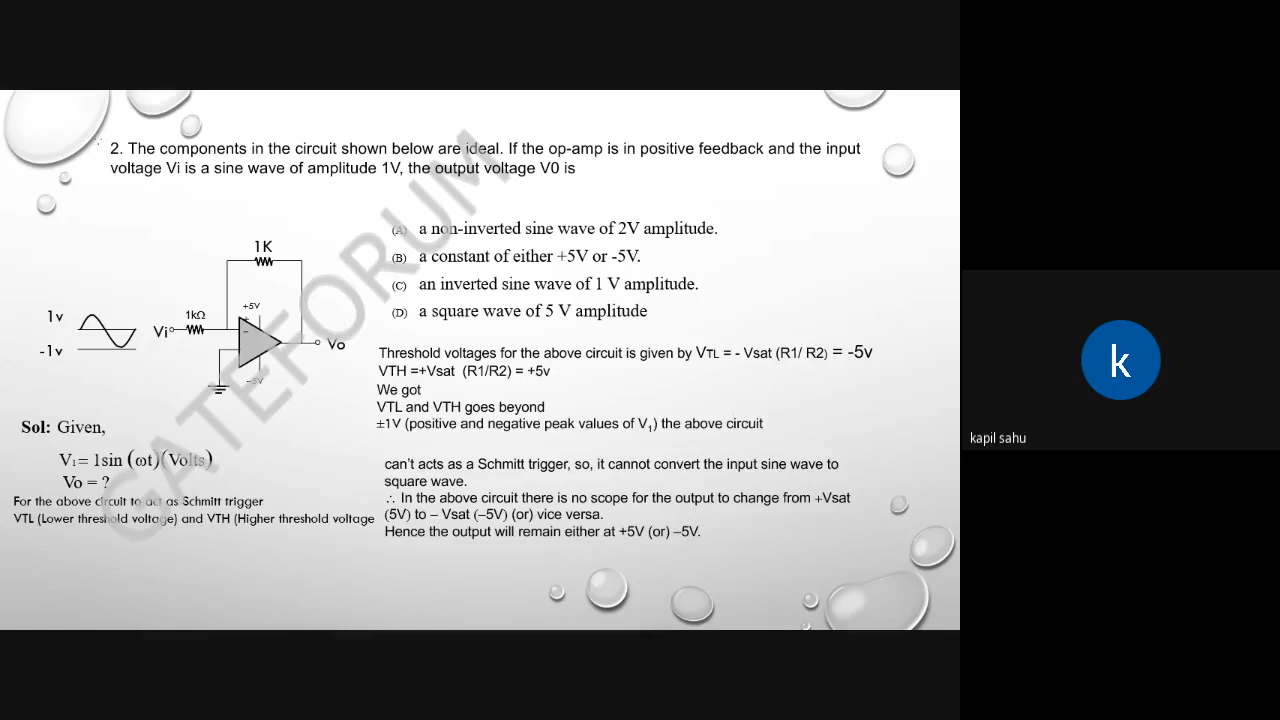 2. The components in the circuit shown below are ideal. If the op-amp is in positive feedback and the input
voltage Vi is a sine wave of amplitude 1V, the output voltage V0 is
(A) a non-inverted sine wave of 2V amplitude.
(B) a constant of either +5V or -5V.
(C) an inverted sine wave of 1 V amplitude.
(D) a square wave of 5 V amplitude
1K
+5V
1kΩ
+
−
1v
-1v
Vi
Vo
−5V
Threshold voltages for the above circuit is given by VTL = - Vsat (R1/ R2) = -5v
VTH =+Vsat (R1/R2) = +5v
We got
VTL and VTH goes beyond
±1V (positive and negative peak values of V1) the above circuit
can't acts as a Schmitt trigger, so, it cannot convert the input sine wave to
square wave.
∴ In the above circuit there is no scope for the output to change from +Vsat
(5V) to – Vsat (–5V) (or) vice versa.
Hence the output will remain either at +5V (or) –5V.
Sol: Given,
Vi = 1sin (ωt)(Volts)
Vo = ?
For the above circuit to act as Schmitt trigger
VTL (Lower threshold voltage) and VTH (Higher threshold voltage
GATEFORUM
k
kapil sahu